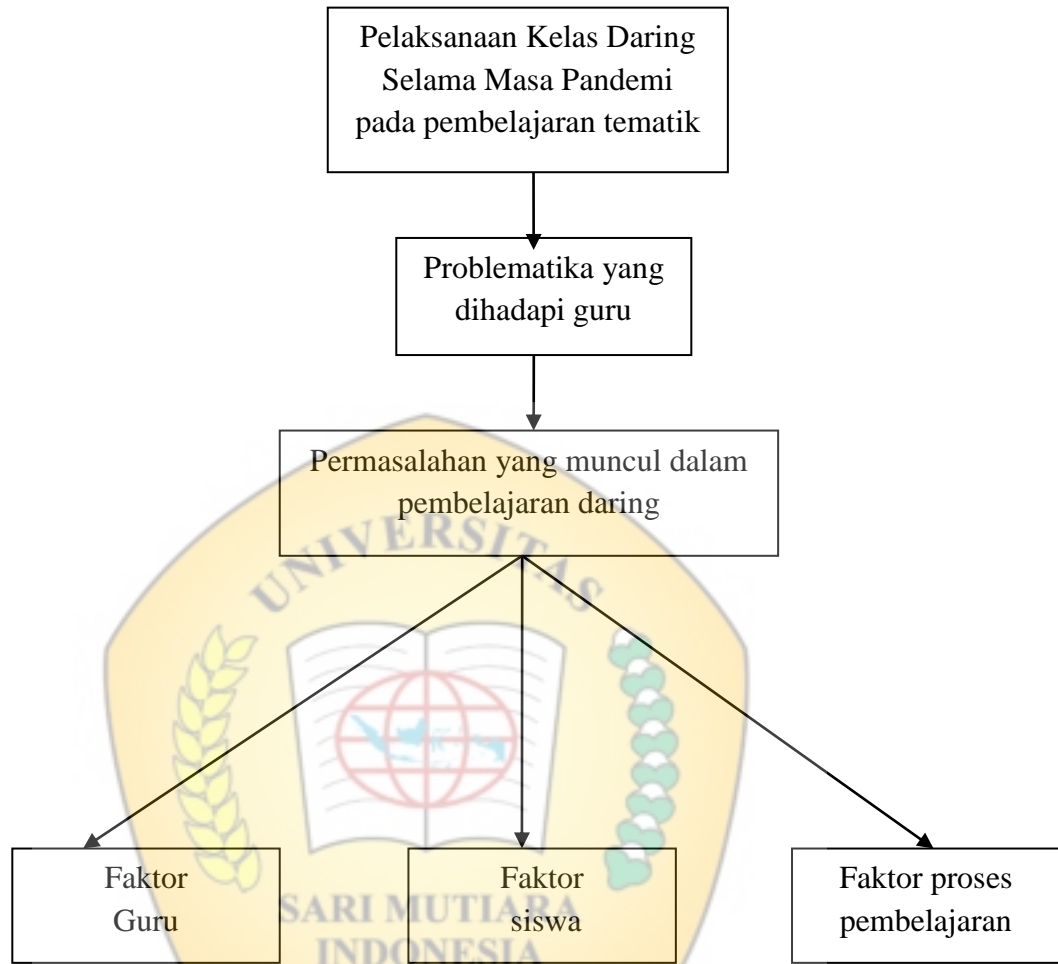 Pelaksanaan Kelas Daring
Selama Masa Pandemi
pada pembelajaran tematik
Problematika yang
dihadapi guru
Permasalahan yang muncul dalam
pembelajaran daring
UNIVERSITAS
Faktor
Guru
Faktor
siswa
Faktor proses
pembelajaran
SARI MUTIARA
INDONESIA